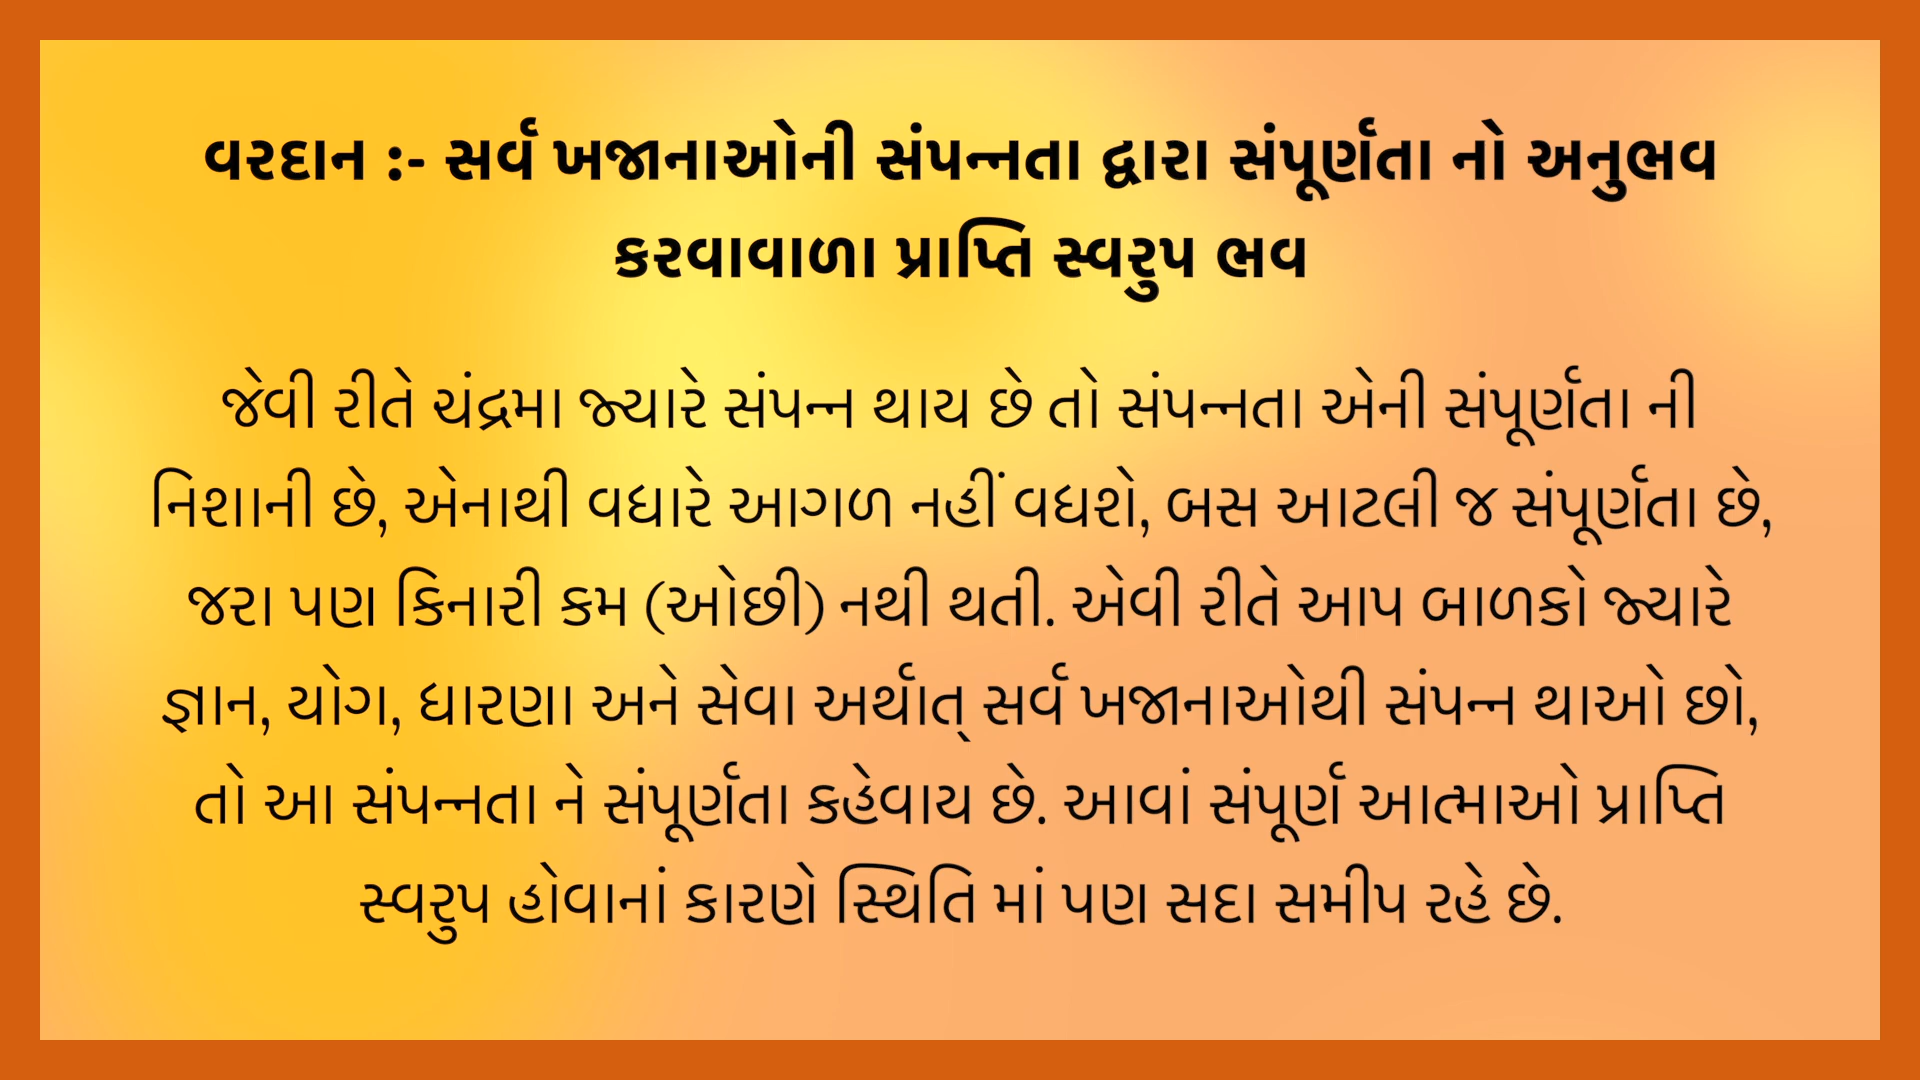 વરદાન :- સર્વ ખજાનાઓની સંપન્નતા દ્વારા સંપૂર્ણતા નો અનુભવ
કરવાવાળા પ્રાપ્તિ સ્વરુપ ભવ
જેવી રીતે ચંદ્રમા જ્યારે સંપન્ન થાય છે તો સંપન્નતા એની સંપૂર્ણતા ની
નિશાની છે, એનાથી વધારે આગળ નહીં વધશે, બસ આટલી જ સંપૂર્ણતા છે,
જરા પણ કિનારી કમ (ઓછી) નથી થતી. એવી રીતે આપ બાળકો જ્યારે
જ્ઞાન, યોગ, ધારણા અને સેવા અર્થાત્ સર્વ ખજાનાઓથી સંપન્ન થાઓ છો,
તો આ સંપન્નતા ને સંપૂર્ણતા કહેવાય છે. આવાં સંપૂર્ણ આત્માઓ પ્રાપ્તિ
સ્વરુપ હોવાનાં કારણે સ્થિતિ માં પણ સદા સમીપ રહે છે.